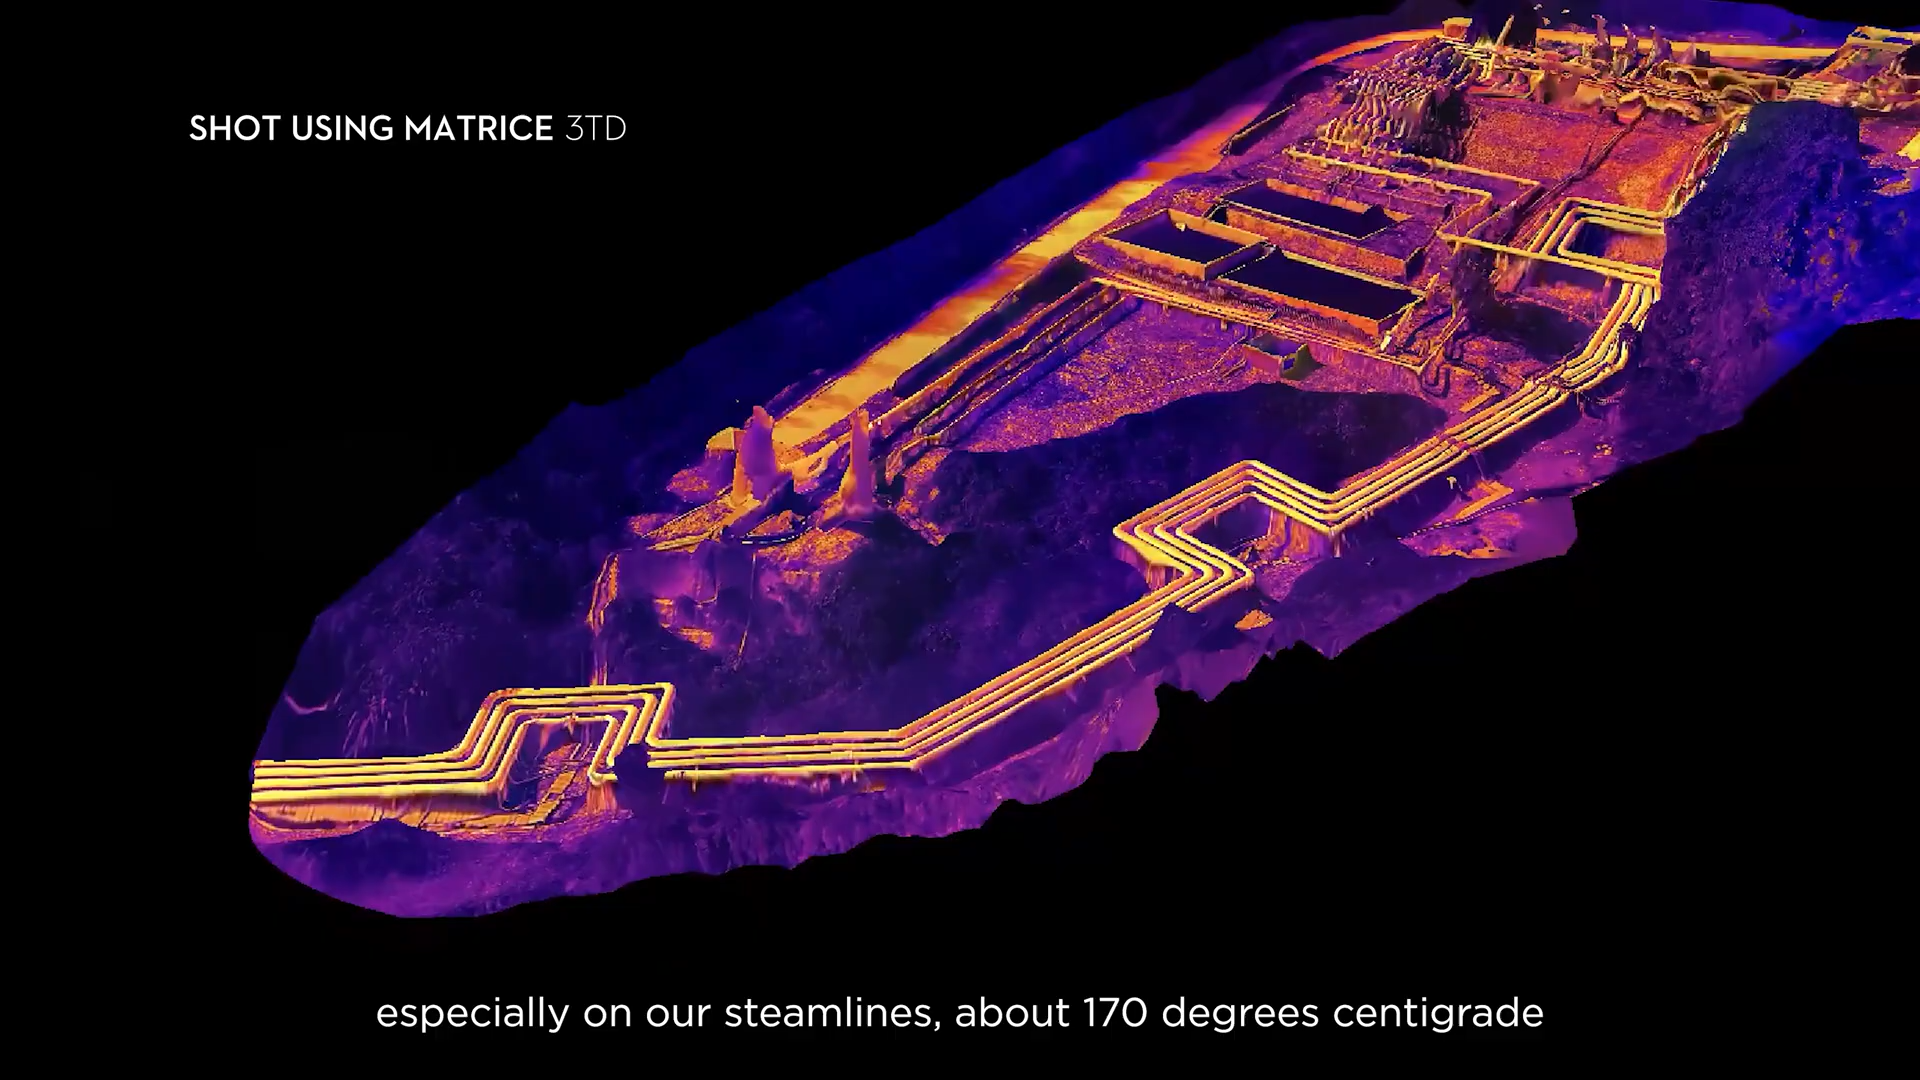 SHOT USING MATRICE 3TD
especially on our steamlines, about 170 degrees centigrade